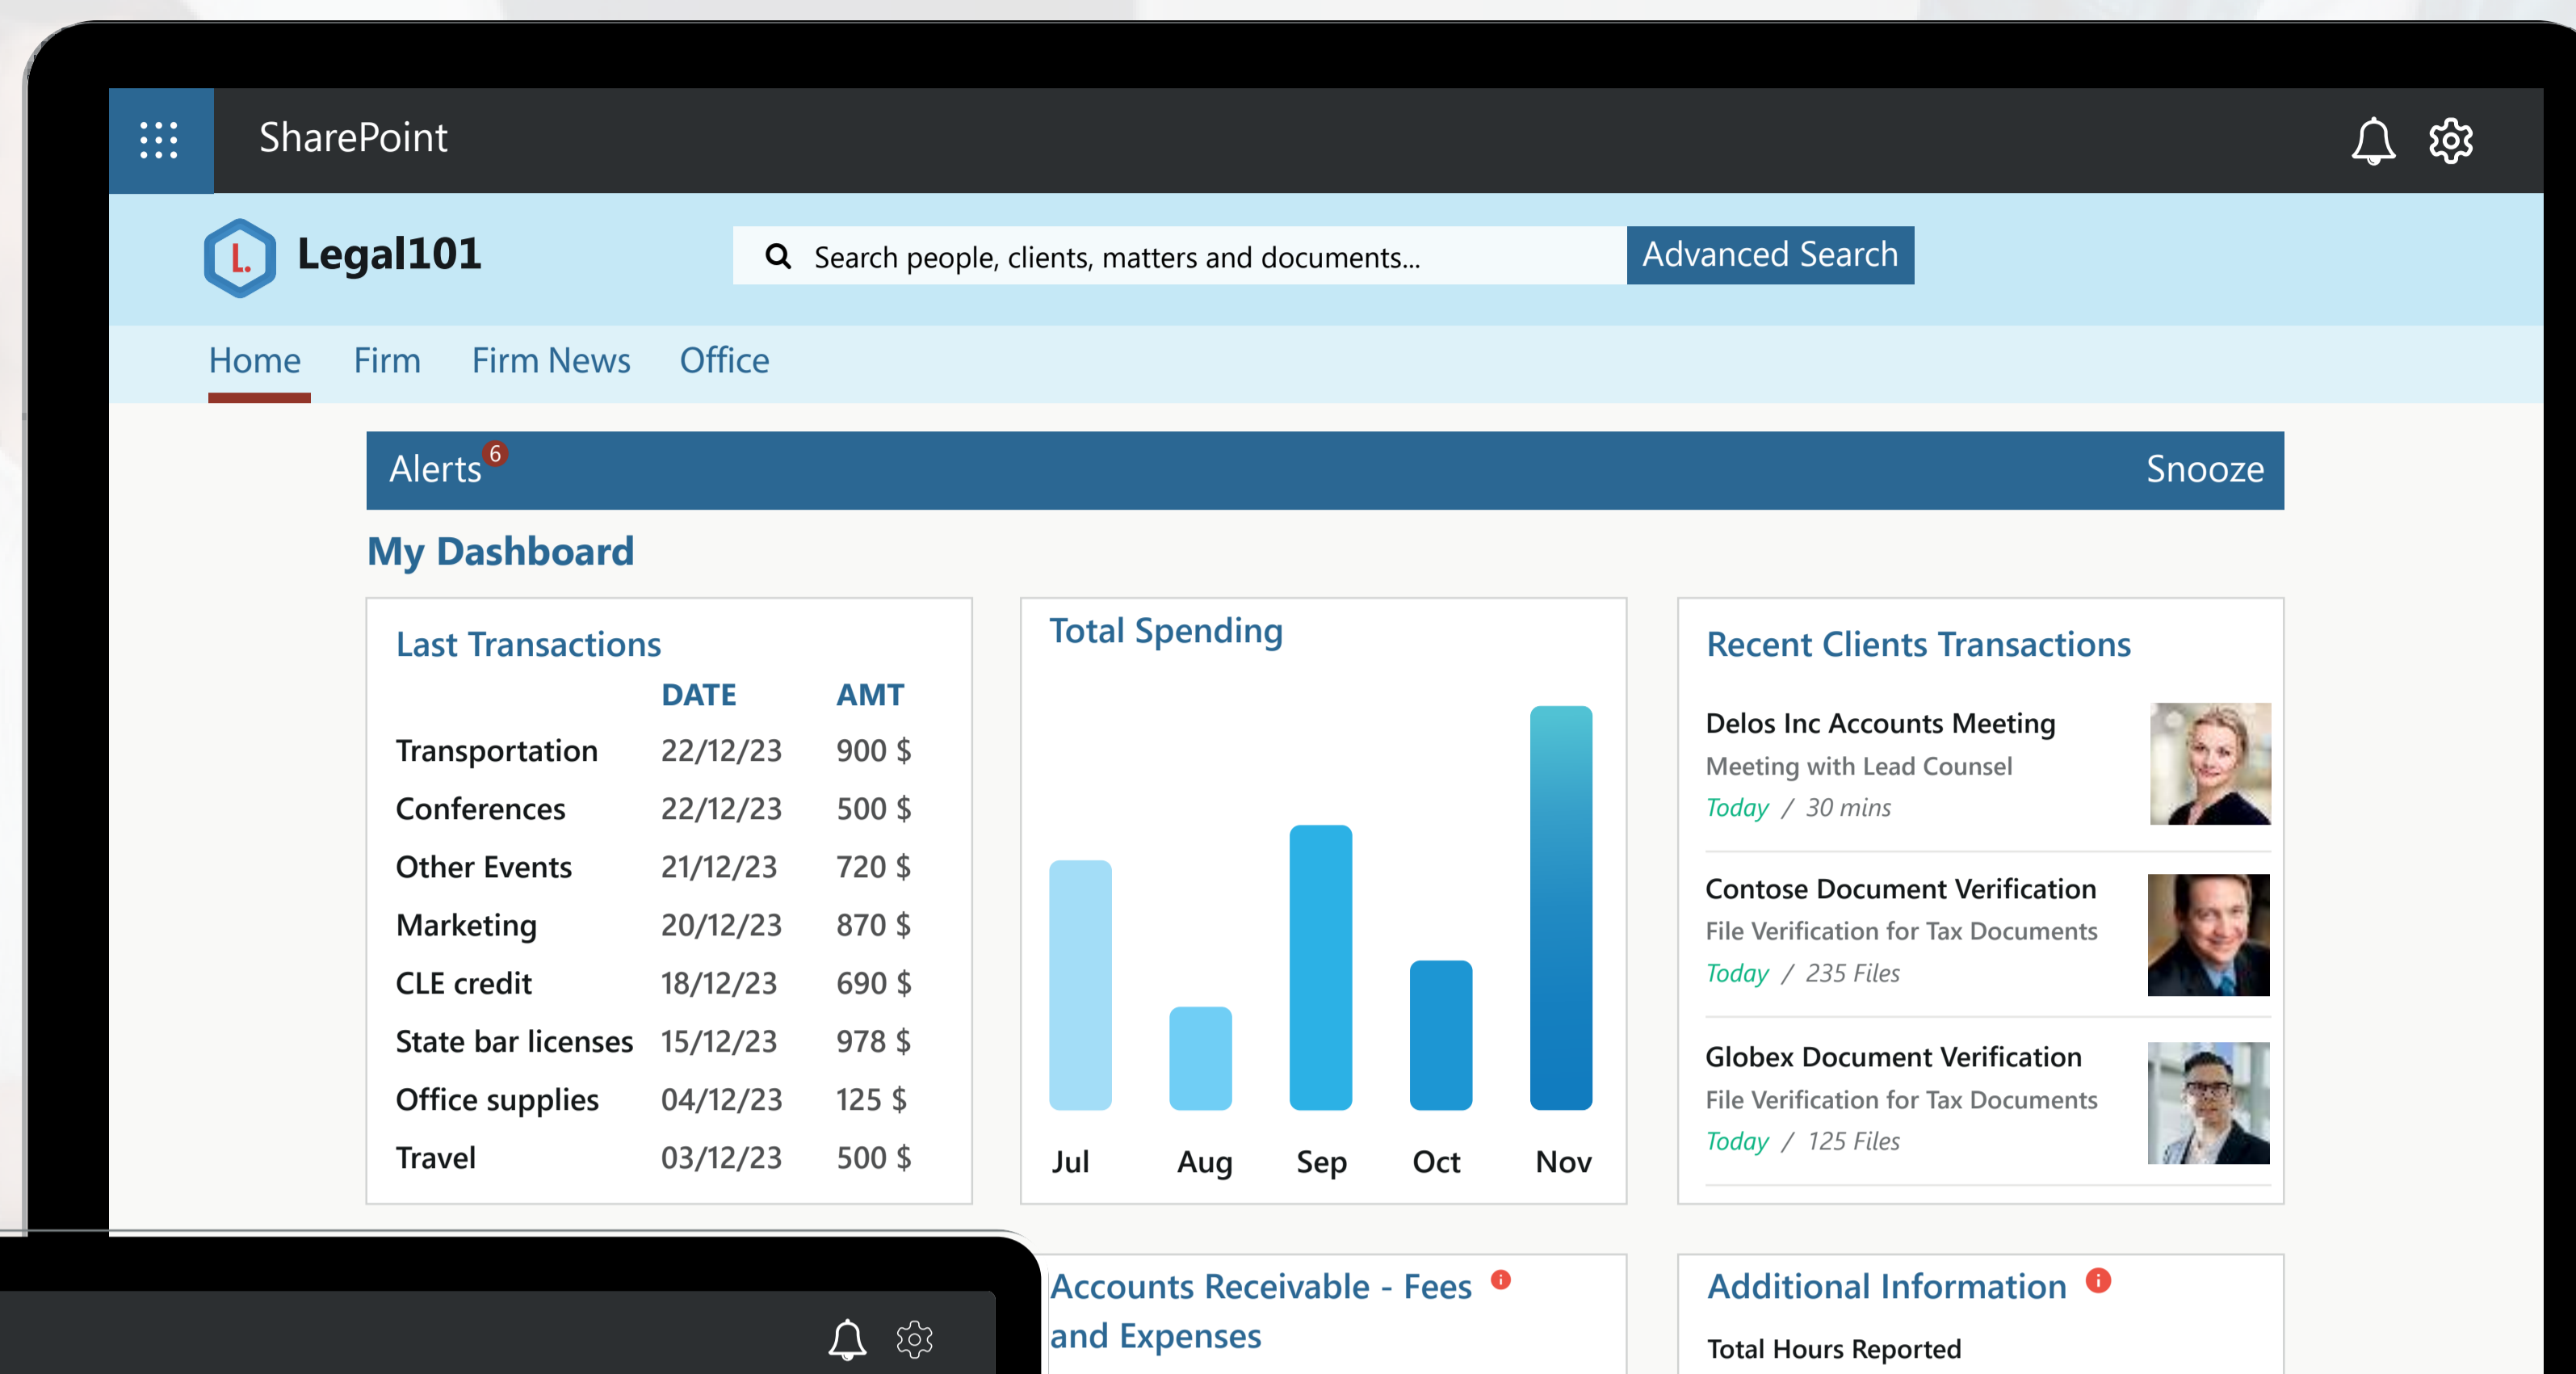 SharePoint
L.
Legal101
Search people, clients, matters and documents...
Advanced Search
Home Firm Firm News Office
Alerts 6
Snooze
My Dashboard
Last Transactions
DATE AMT
Transportation 22/12/23 900 $
Conferences 22/12/23 500 $
Other Events 21/12/23 720 $
Marketing 20/12/23 870 $
CLE credit 18/12/23 690 $
State bar licenses 15/12/23 978 $
Office supplies 04/12/23 125 $
Travel 03/12/23 500 $
Total Spending
Jul Aug Sep Oct Nov
Recent Clients Transactions
Delos Inc Accounts Meeting
Meeting with Lead Counsel
Today / 30 mins
Contose Document Verification
File Verification for Tax Documents
Today / 235 Files
Globex Document Verification
File Verification for Tax Documents
Today / 125 Files
Accounts Receivable - Fees
and Expenses
Additional Information
Total Hours Reported